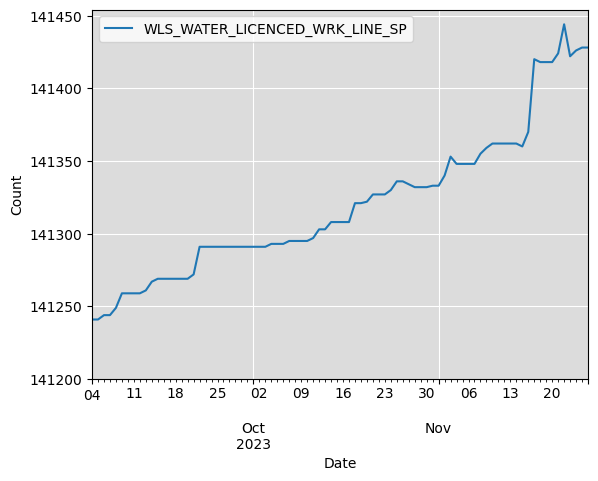 WLS_WATER_LICENCED_WRK_LINE_SP
141450
141400
141350
141300
141250
141200
Count
04 11 18 25 02 09 16 23 30 06 13 20
Oct Nov
2023
Date